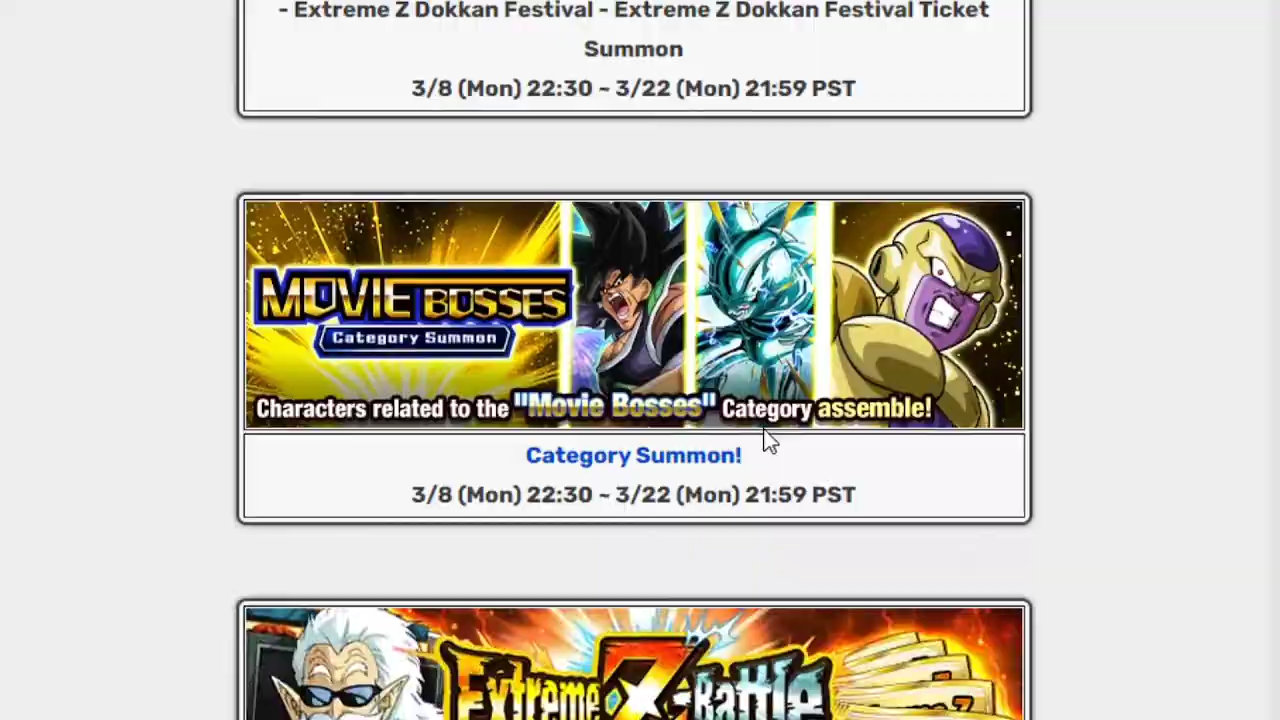 - Extreme Z Dokkan Festival - Extreme Z Dokkan Festival Ticket
Summon
3/8 (Mon) 22:30 ~ 3/22 (Mon) 21:59 PST
MOVIE BOSSES
Category Summon
Characters related to the "Movie Bosses" Category assemble!
Category Summon!
3/8 (Mon) 22:30 ~ 3/22 (Mon) 21:59 PST
Extreme Z-Battle